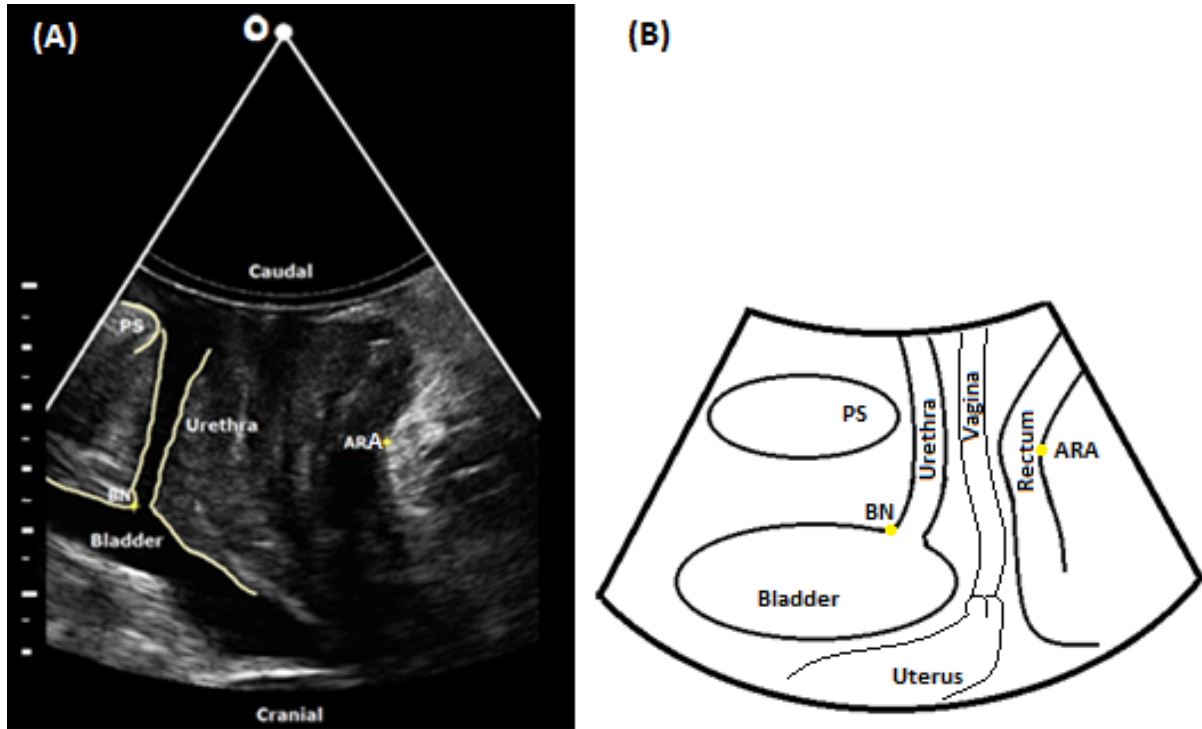 (A)
Caudal
PS
Urethra
ARA
BN
Bladder
Cranial
(B)
PS
Urethra
Vagina
Rectum
ARA
BN
Bladder
Uterus